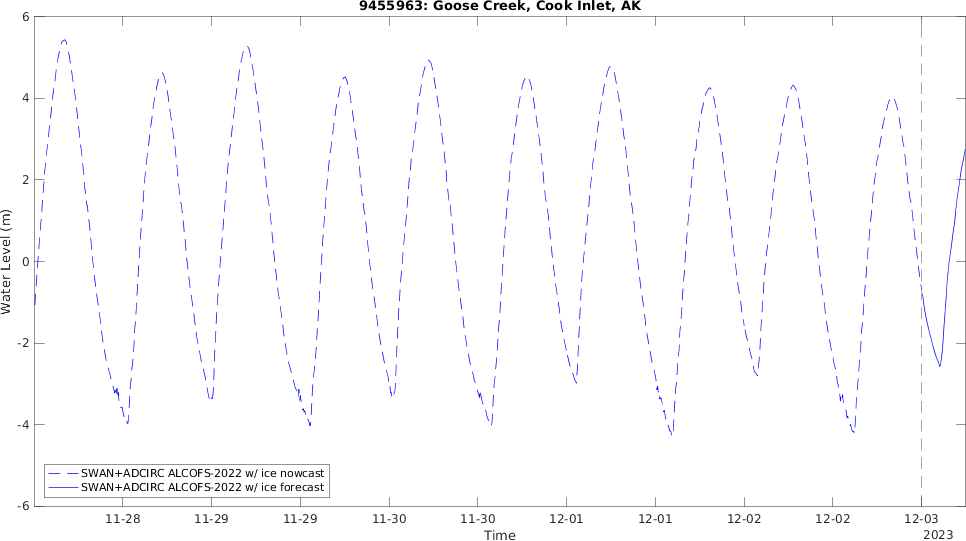 9455963: Goose Creek, Cook Inlet, AK
6
4
2
0
-2
-4
-6
Water Level (m)
SWAN+ADCIRC ALCOFS-2022 w/ ice nowcast
SWAN+ADCIRC ALCOFS-2022 w/ ice forecast
11-28 11-29 11-29 11-30 11-30 12-01 12-01 12-02 12-02 12-03
Time 2023